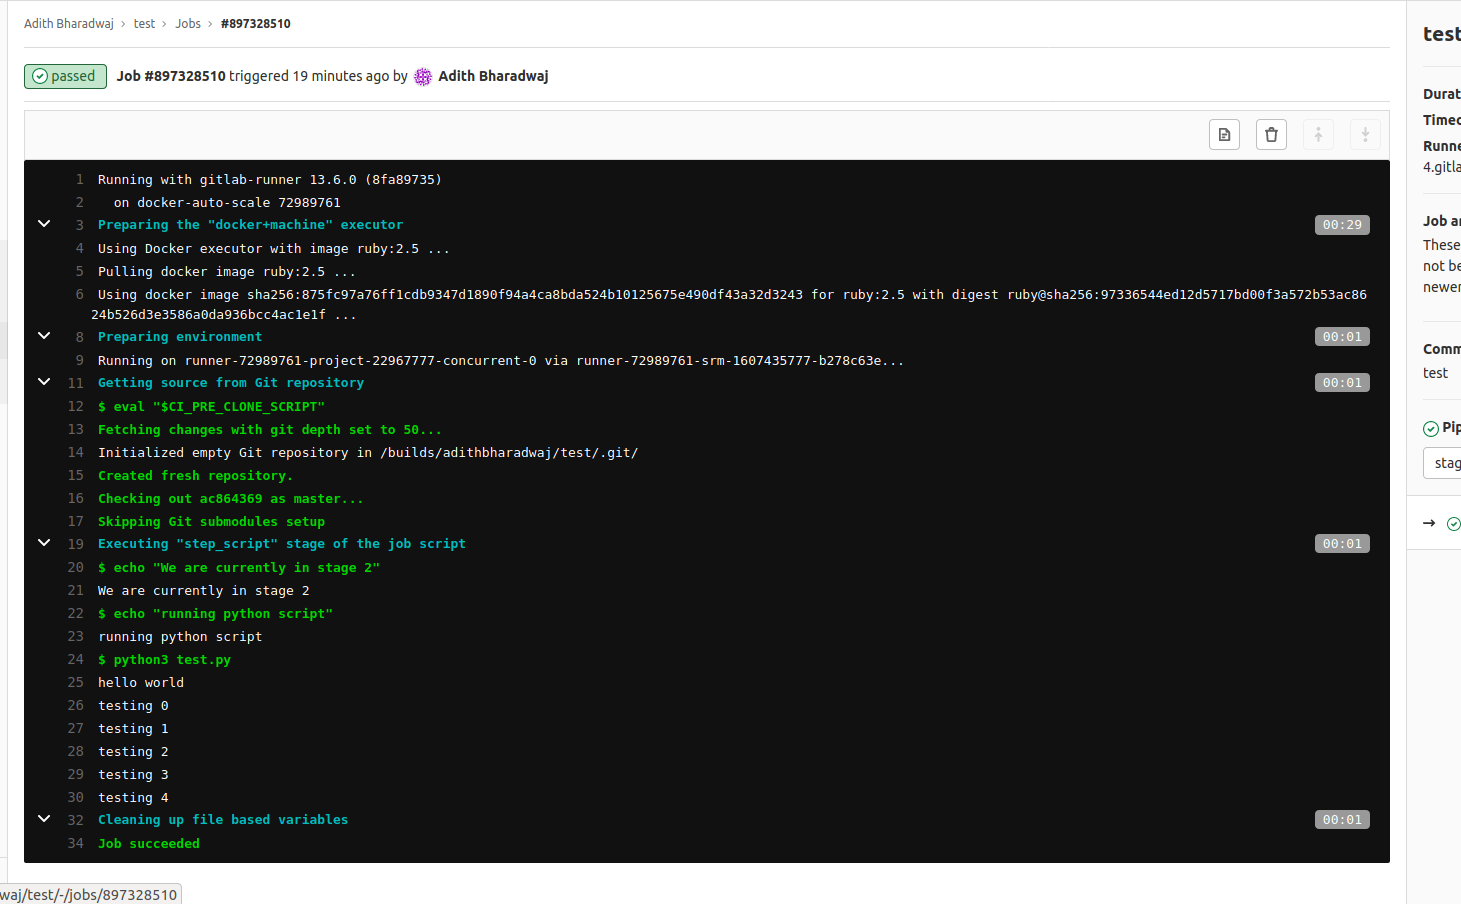 Adith Bharadwaj › test › Jobs › #897328510
passed Job #897328510 triggered 19 minutes ago by Adith Bharadwaj
1 Running with gitlab-runner 13.6.0 (8fa89735)
2 on docker-auto-scale 72989761
3 Preparing the "docker+machine" executor 00:29
4 Using Docker executor with image ruby:2.5 ...
5 Pulling docker image ruby:2.5 ...
6 Using docker image sha256:875fc97a76ff1cdb9347d1890f94a4ca8bda524b10125675e490df43a32d3243 for ruby:2.5 with digest ruby@sha256:97336544ed12d5717bd00f3a572b53ac86
24b526d3e3586a0da936bcc4ac1e1f ...
8 Preparing environment 00:01
9 Running on runner-72989761-project-22967777-concurrent-0 via runner-72989761-srm-1607435777-b278c63e...
11 Getting source from Git repository 00:01
12 $ eval "$CI_PRE_CLONE_SCRIPT"
13 Fetching changes with git depth set to 50...
14 Initialized empty Git repository in /builds/adithbharadwaj/test/.git/
15 Created fresh repository.
16 Checking out ac864369 as master...
17 Skipping Git submodules setup
19 Executing "step_script" stage of the job script 00:01
20 $ echo "We are currently in stage 2"
21 We are currently in stage 2
22 $ echo "running python script"
23 running python script
24 $ python3 test.py
25 hello world
26 testing 0
27 testing 1
28 testing 2
29 testing 3
30 testing 4
32 Cleaning up file based variables 00:01
34 Job succeeded
waj/test/-/jobs/897328510
test
Durat
Timeo
Runne
4.gitla
Job ar
These
not be
newer
Comm
test
Pip
stag
→